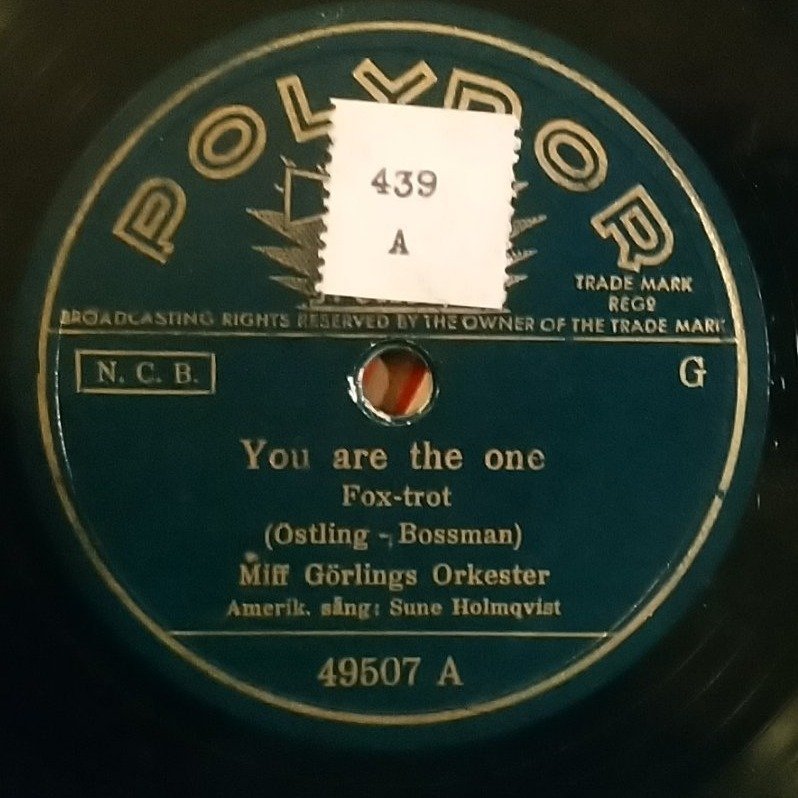 POLYDOR
439
A
TRADE MARK
REGD
BROADCASTING RIGHTS RESERVED BY THE OWNER OF THE TRADE MARK
N. C. B.
G
You are the one
Fox-trot
(Östling - Bossman)
Miff Görlings Orkester
Amerik. sång: Sune Holmqvist
49507 A